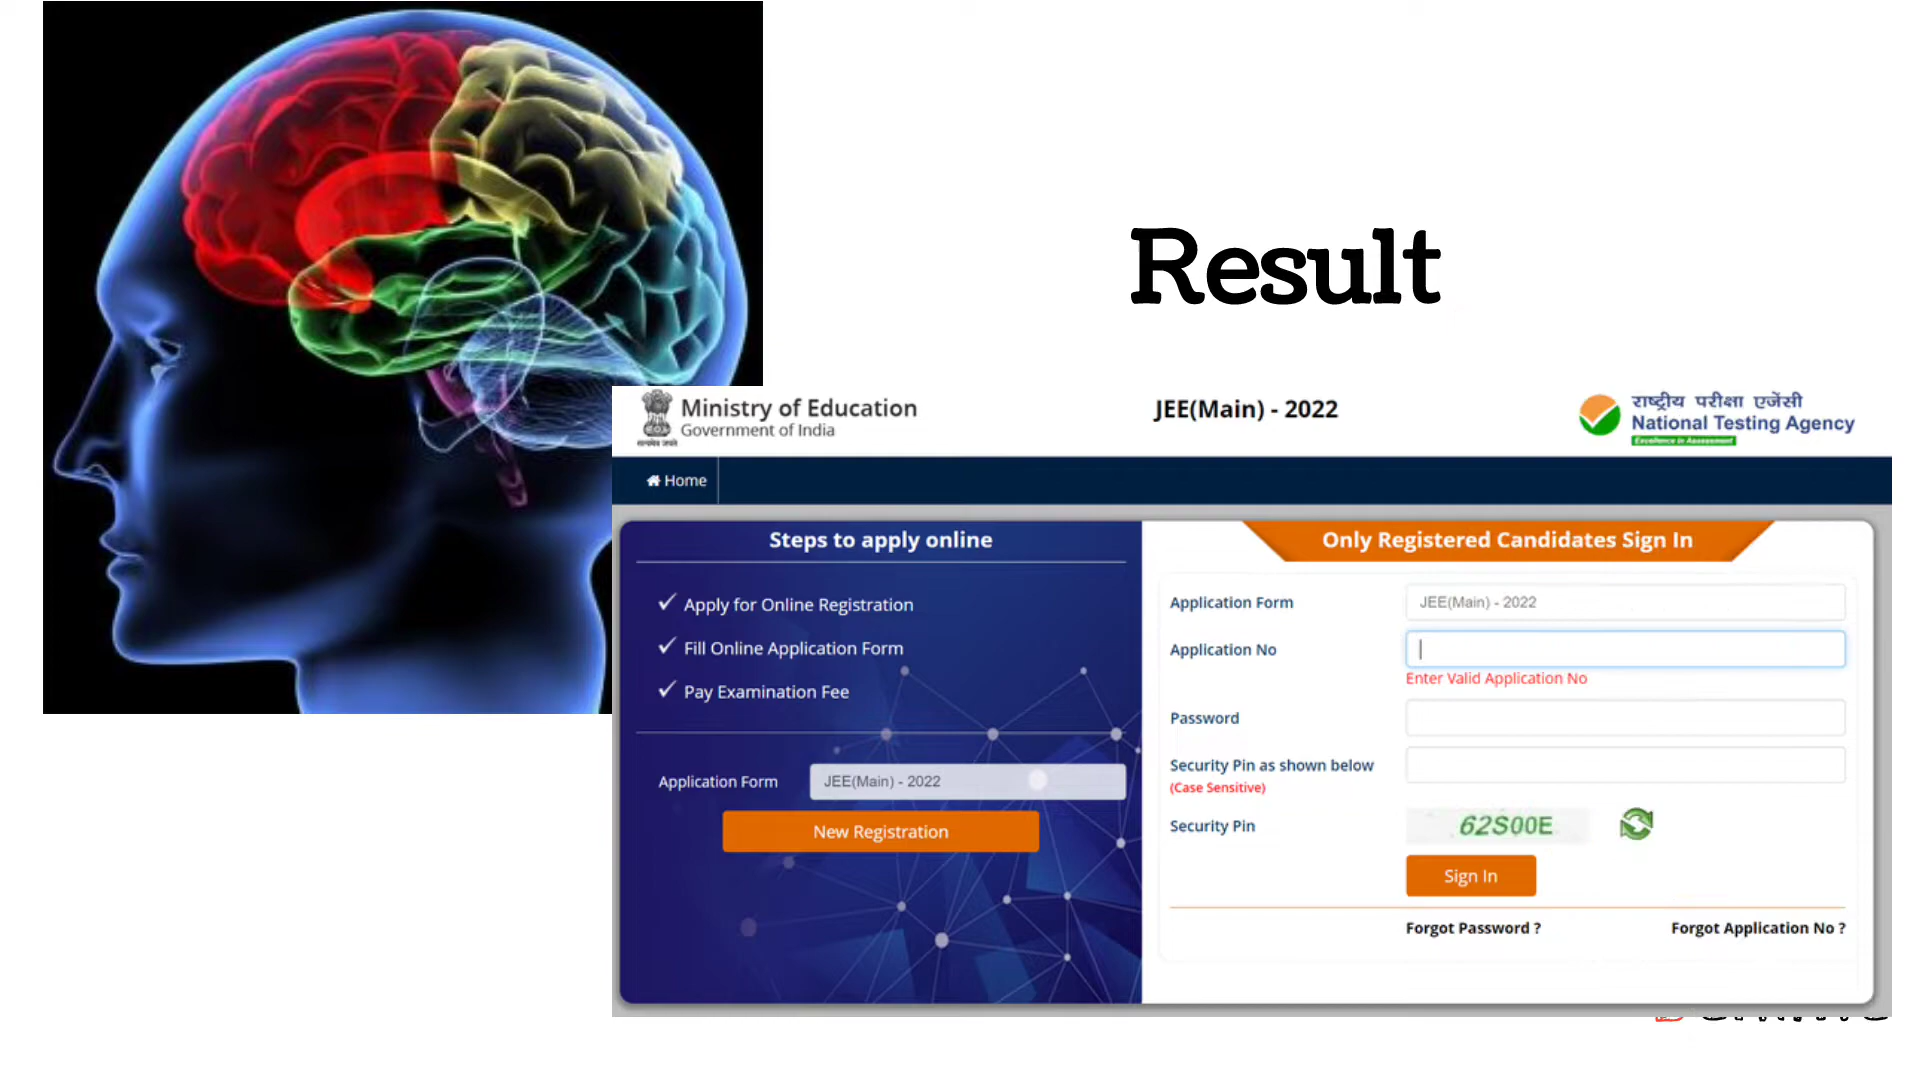 Result
Ministry of Education
Government of India
JEE(Main) - 2022
राष्ट्रीय परीक्षा एजेंसी
National Testing Agency
Excellence in Assessment
Home
Steps to apply online
Apply for Online Registration
Fill Online Application Form
Pay Examination Fee
Application Form JEE(Main) - 2022
New Registration
Only Registered Candidates Sign In
Application Form JEE(Main) - 2022
Application No
Enter Valid Application No
Password
Security Pin as shown below
(Case Sensitive)
Security Pin 62S00E
Sign In
Forgot Password ? Forgot Application No ?